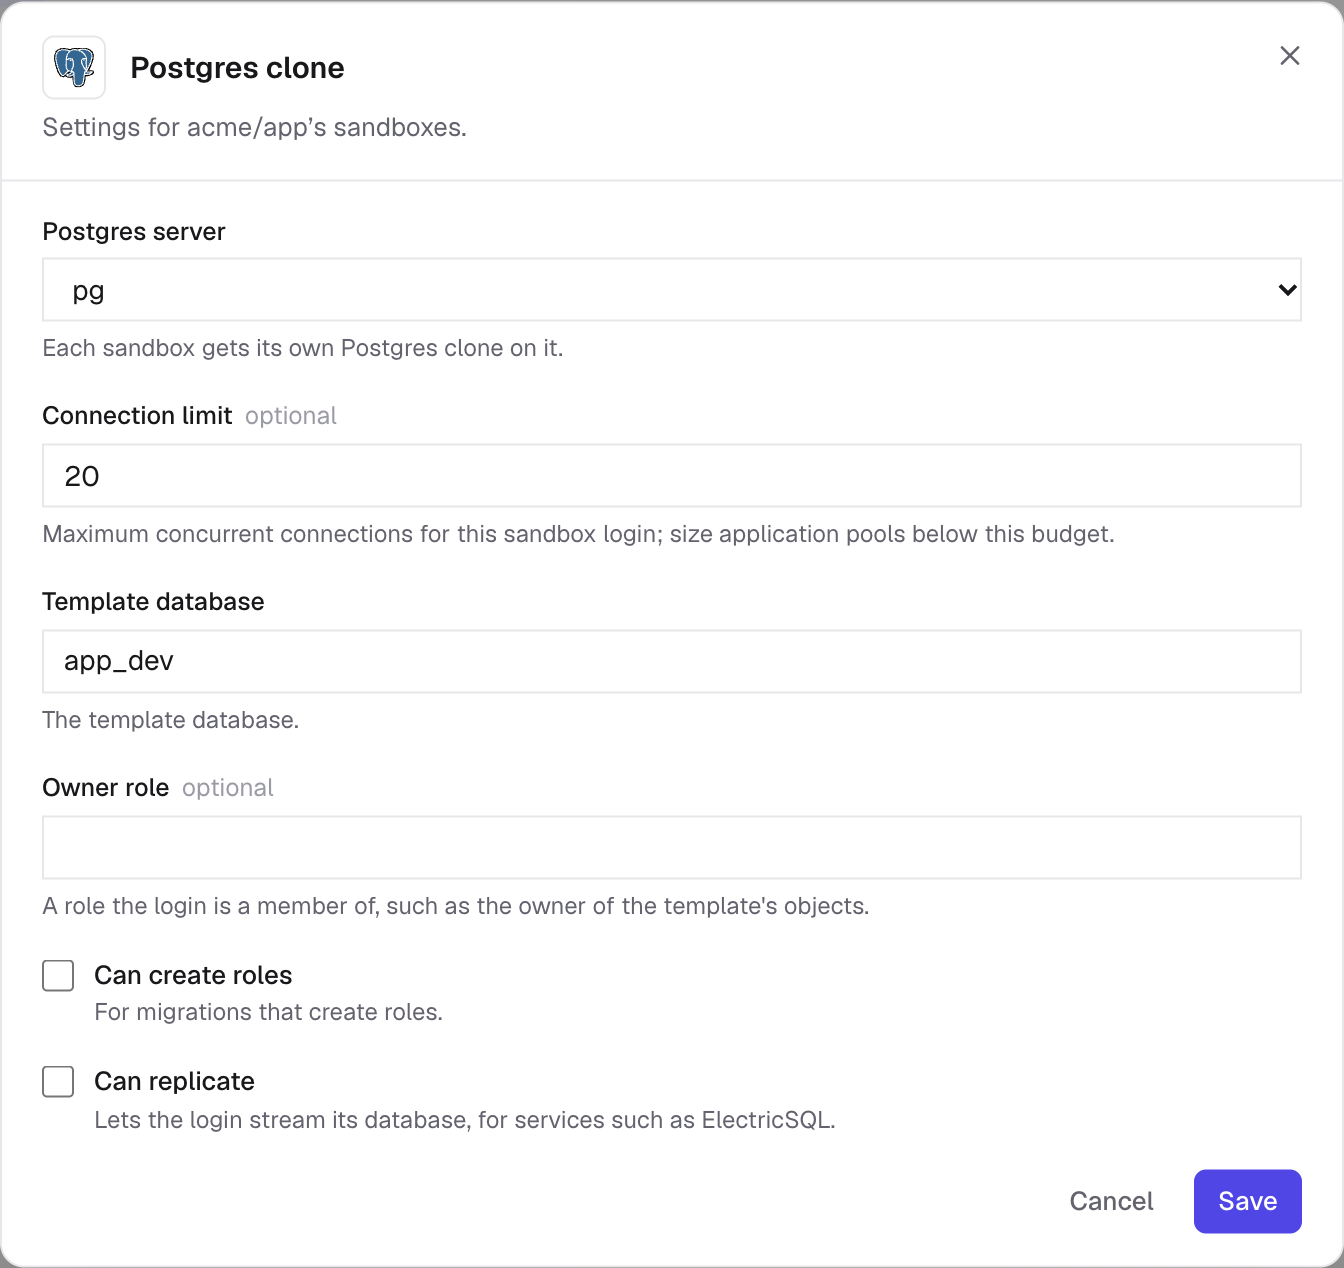 Postgres clone
Settings for acme/app’s sandboxes.
Postgres server
pg
Each sandbox gets its own Postgres clone on it.
Connection limit optional
20
Maximum concurrent connections for this sandbox login; size application pools below this budget.
Template database
app_dev
The template database.
Owner role optional
A role the login is a member of, such as the owner of the template's objects.
Can create roles
For migrations that create roles.
Can replicate
Lets the login stream its database, for services such as ElectricSQL.
Cancel Save